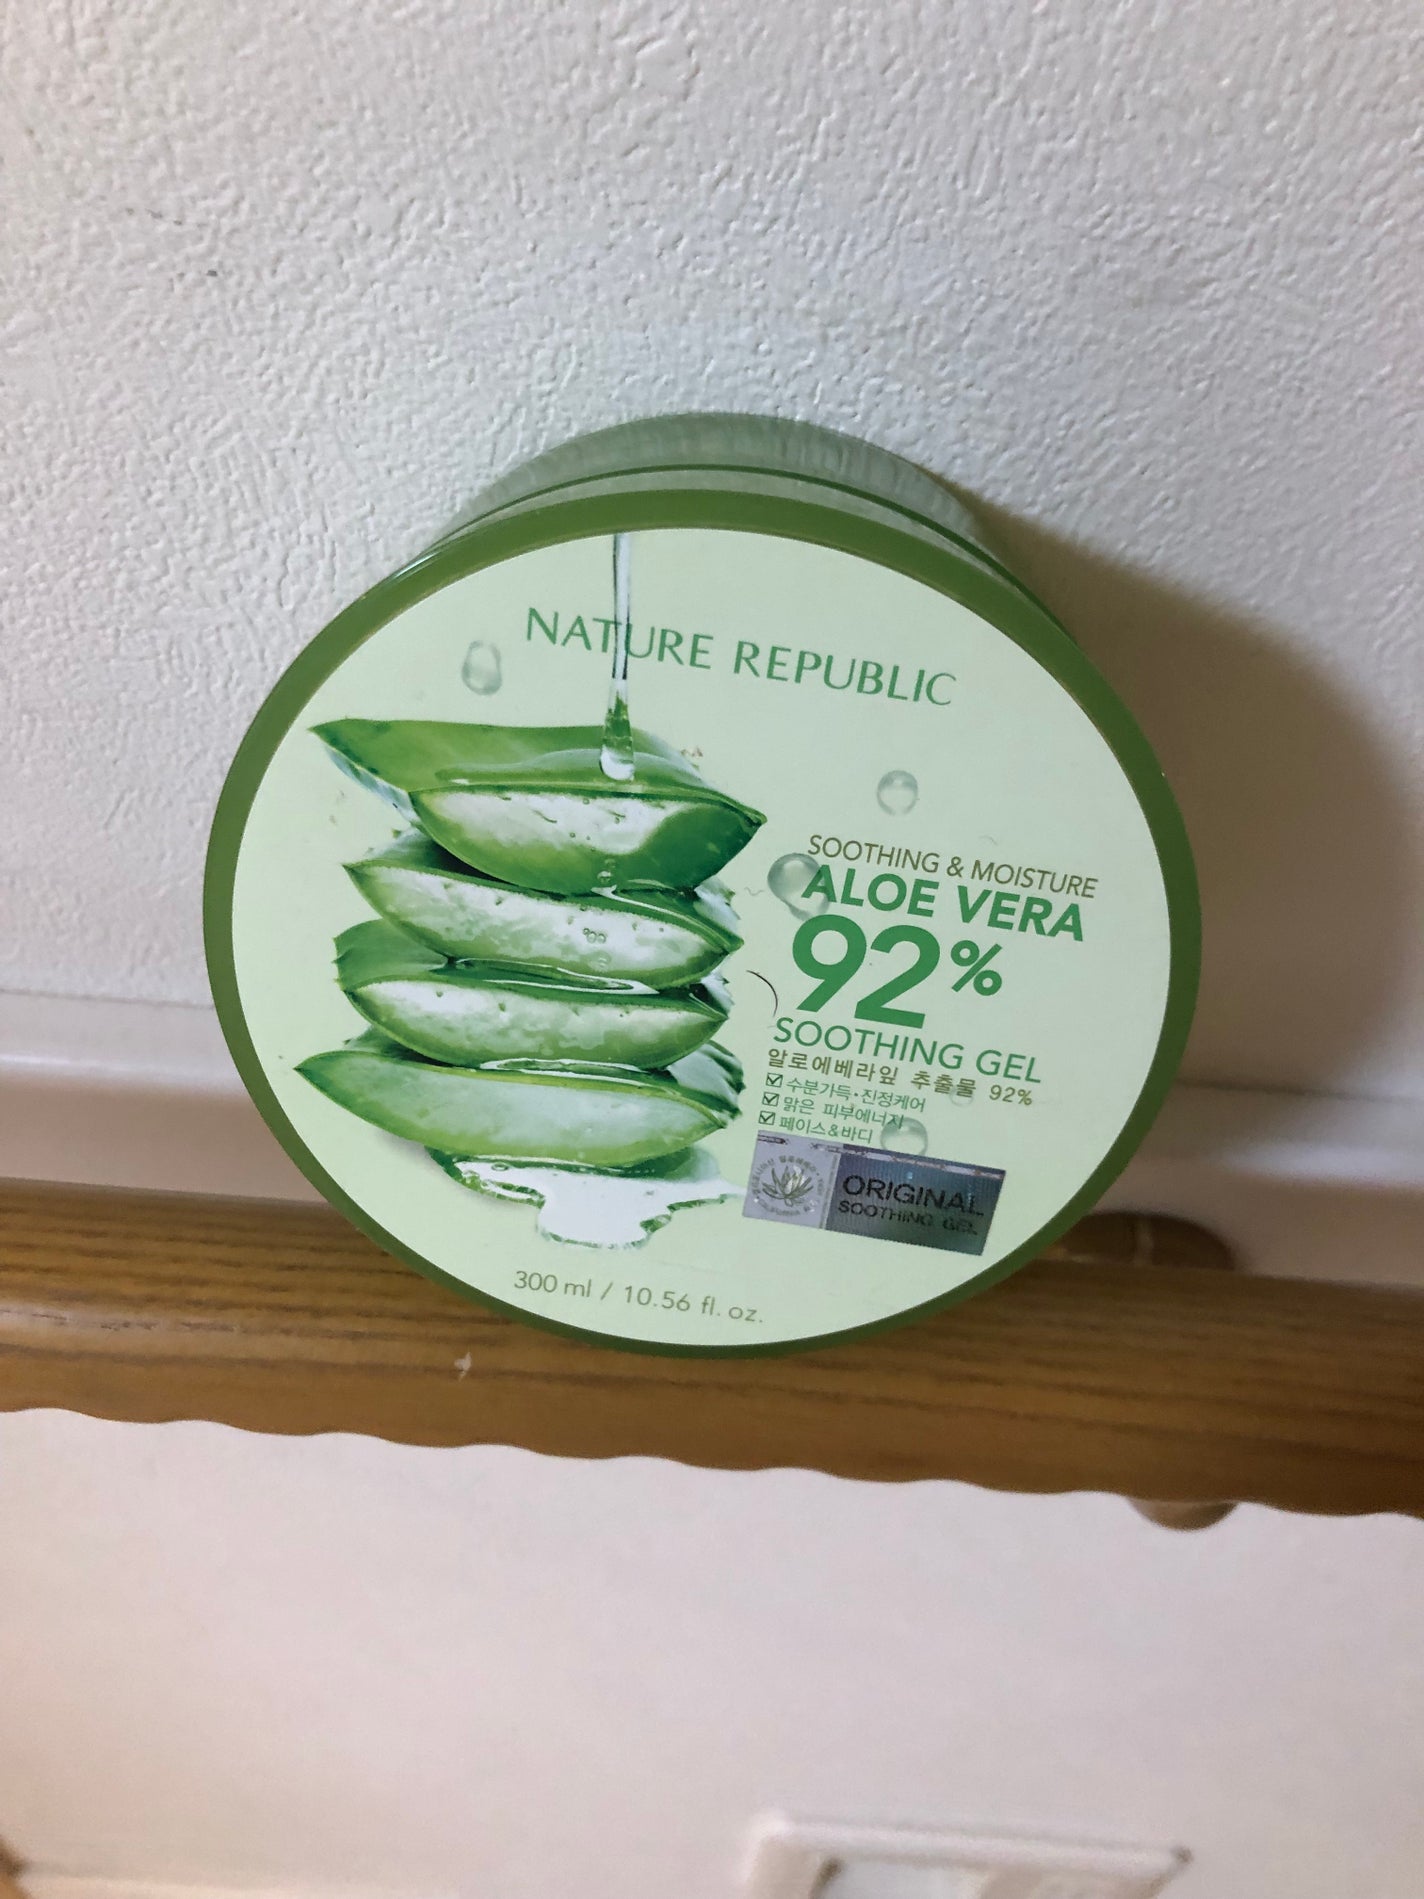 NATURE REPUBLIC
SOOTHING & MOISTURE
ALOE VERA
92%
SOOTHING GEL
알로에베라잎 추출물 92%
☑ 수분가득·진정케어
☑ 맑은 피부에너지
☑ 페이스&바디
ORIGINAL
SOOTHING GEL
300 ml / 10.56 fl. oz.